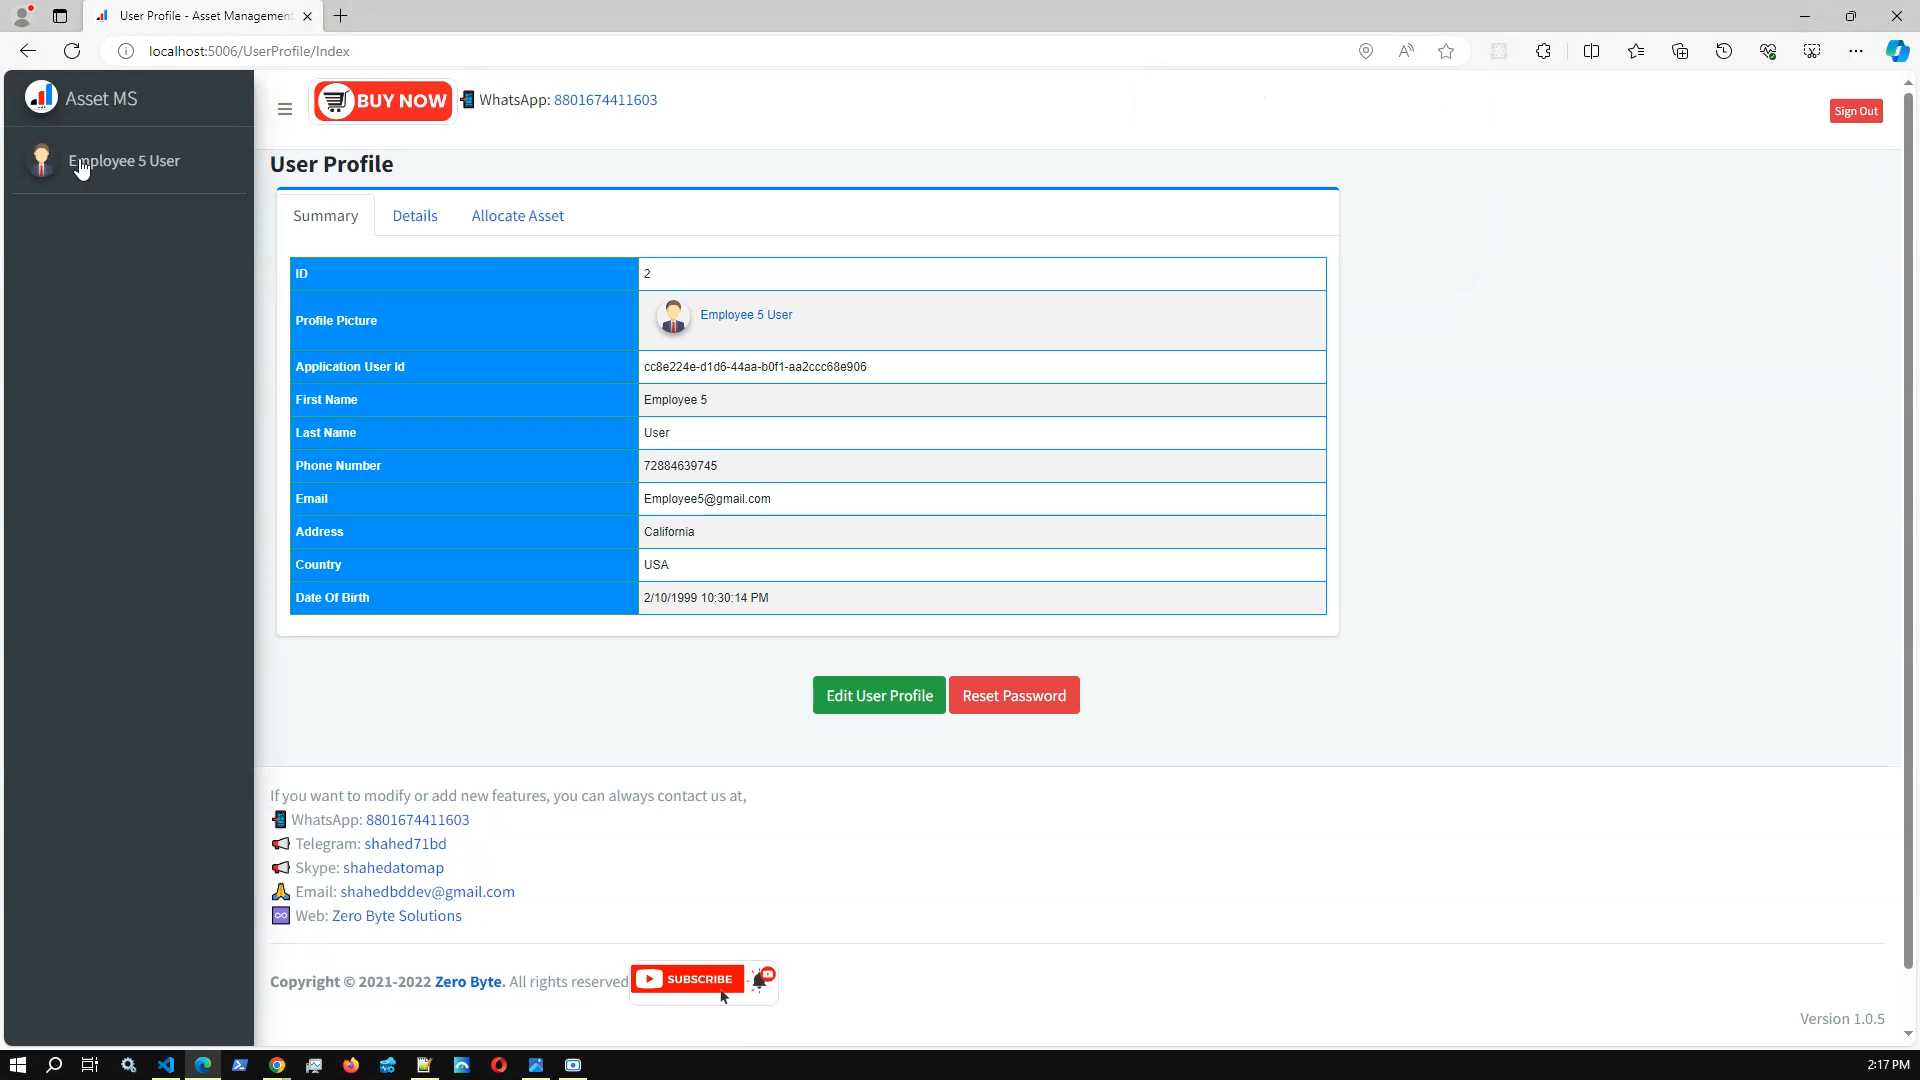 User Profile - Asset Management
localhost:5006/UserProfile/Index
Asset MS
BUY NOW
WhatsApp: 8801674411603
Sign Out
Employee 5 User
User Profile
Summary
Details
Allocate Asset
ID 2
Profile Picture Employee 5 User
Application User Id cc8e224e-d1d6-44aa-b0f1-aa2ccc68e906
First Name Employee 5
Last Name User
Phone Number 72884639745
Email Employee5@gmail.com
Address California
Country USA
Date Of Birth 2/10/1999 10:30:14 PM
Edit User Profile
Reset Password
If you want to modify or add new features, you can always contact us at,
WhatsApp: 8801674411603
Telegram: shahed71bd
Skype: shahedatomap
Email: shahedbddev@gmail.com
Web: Zero Byte Solutions
Copyright © 2021-2022 Zero Byte. All rights reserved
SUBSCRIBE
Version 1.0.5
2:17 PM